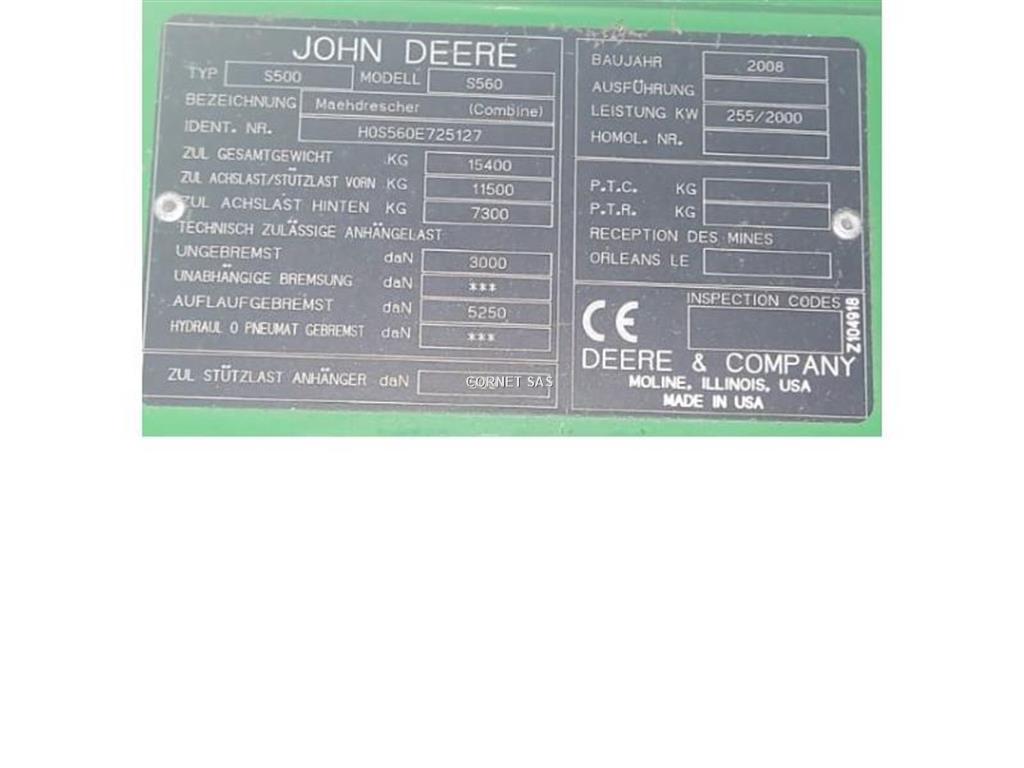 JOHN DEERE
TYP S500 MODELL S560
BEZEICHNUNG Maehdrescher (Combine)
IDENT. NR. H0S560E725127
ZUL GESAMTGEWICHT KG 15400
ZUL ACHSLAST/STÜTZLAST VORN KG 11500
ZUL ACHSLAST HINTEN KG 7300
TECHNISCH ZULÄSSIGE ANHÄNGELAST
UNGEBREMST daN 3000
UNABHÄNGIGE BREMSUNG daN ***
AUFLAUFGEBREMST daN 5250
HYDRAUL O PNEUMAT GEBREMST daN ***
ZUL STÜTZLAST ANHÄNGER daN
CORNET SAS
BAUJAHR 2008
AUSFÜHRUNG
LEISTUNG KW 255/2000
HOMOL. NR.
P.T.C. KG
P.T.R. KG
RECEPTION DES MINES
ORLEANS LE
CE INSPECTION CODES
Z104918
DEERE & COMPANY
MOLINE, ILLINOIS, USA
MADE IN USA